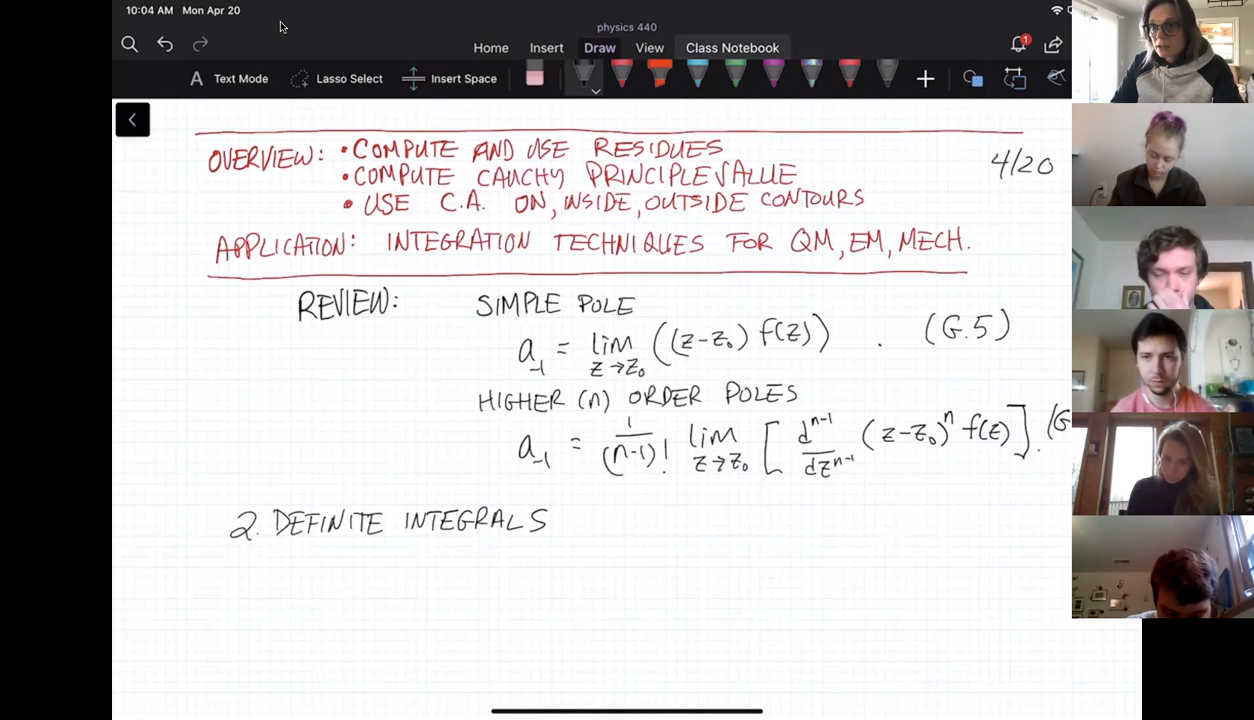 10:04 AM Mon Apr 20
physics 440
Home Insert Draw View Class Notebook
1
Text Mode Lasso Select Insert Space
OVERVIEW: • COMPUTE AND USE RESIDUES
4/20
• COMPUTE CAUCHY PRINCIPLE VALUE
• USE C.A. ON, INSIDE, OUTSIDE CONTOURS
APPLICATION: INTEGRATION TECHNIQUES FOR QM, EM, MECH.
REVIEW: SIMPLE POLE
a₋₁ = lim z→z₀ ((z-z₀) f(z)) . (G.5)
HIGHER (n) ORDER POLES
a₋₁ = 1/(n-1)! lim z→z₀ [dⁿ⁻¹/dzⁿ⁻¹ (z-z₀)ⁿ f(z)]. (G
2. DEFINITE INTEGRALS